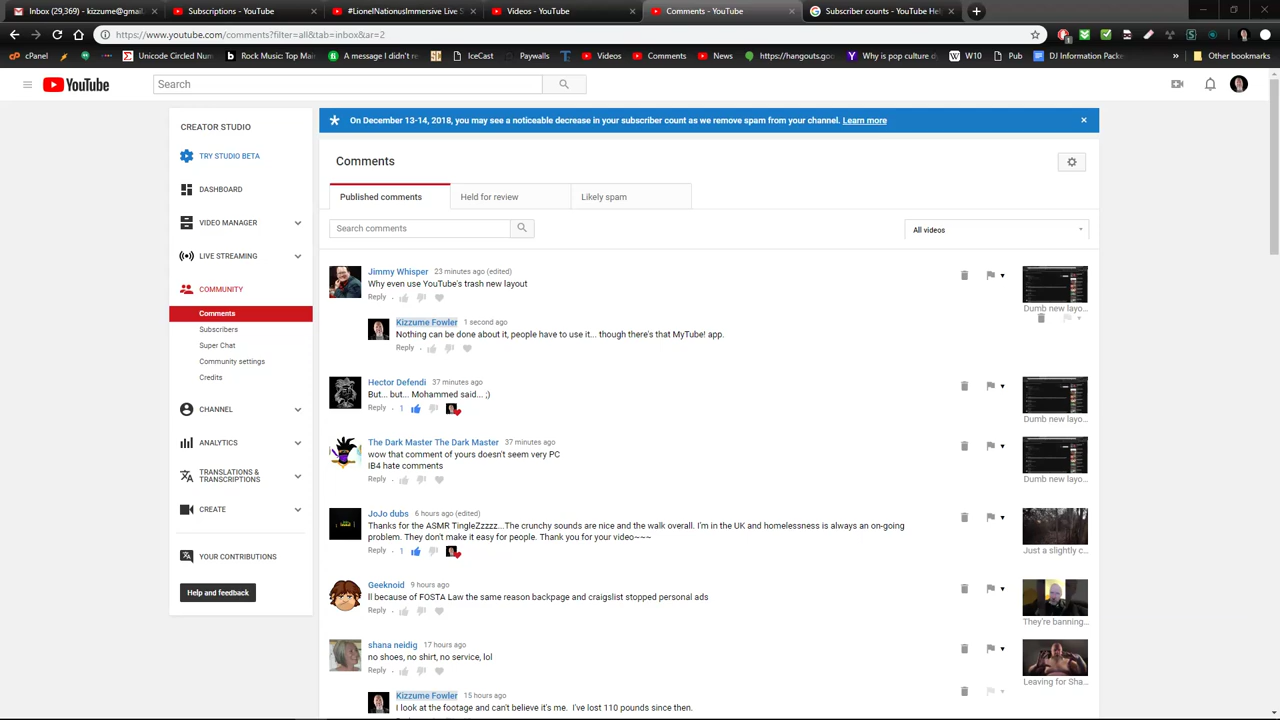 Inbox (29,369) - kizzume@gmail.
Subscriptions - YouTube
#LionelNationusImmersive Live S
Videos - YouTube
Comments - YouTube
Subscriber counts - YouTube Hel
https://www.youtube.com/comments?filter=all&tab=inbox&ar=2
cPanel
Unicode Circled Num
Rock Music Top Mair
A message I didn't re
IceCast
Paywalls
Videos
Comments
News
https://hangouts.goo
Why is pop culture d
W10
Pub
DJ Information Packe
Other bookmarks
YouTube
Search
CREATOR STUDIO
TRY STUDIO BETA
DASHBOARD
VIDEO MANAGER
LIVE STREAMING
COMMUNITY
Comments
Subscribers
Super Chat
Community settings
Credits
CHANNEL
ANALYTICS
TRANSLATIONS &
TRANSCRIPTIONS
CREATE
YOUR CONTRIBUTIONS
Help and feedback
On December 13-14, 2018, you may see a noticeable decrease in your subscriber count as we remove spam from your channel. Learn more
Comments
Published comments
Held for review
Likely spam
Search comments
All videos
Jimmy Whisper 23 minutes ago (edited)
Why even use YouTube's trash new layout
Reply
Dumb new layo...
Kizzume Fowler 1 second ago
Nothing can be done about it, people have to use it... though there's that MyTube! app.
Reply
Hector Defendi 37 minutes ago
But... but... Mohammed said... ;)
Reply 1
Dumb new layo...
The Dark Master The Dark Master 37 minutes ago
wow that comment of yours doesn't seem very PC
IB4 hate comments
Reply
Dumb new layo...
JoJo dubs 6 hours ago (edited)
Thanks for the ASMR TingleZzzzz...The crunchy sounds are nice and the walk overall. I'm in the UK and homelessness is always an on-going
problem. They don't make it easy for people. Thank you for your video~~~
Reply 1
Just a slightly c...
Geeknoid 9 hours ago
ll because of FOSTA Law the same reason backpage and craigslist stopped personal ads
Reply
They're banning...
shana neidig 17 hours ago
no shoes, no shirt, no service, lol
Reply
Leaving for Sha...
Kizzume Fowler 15 hours ago
I look at the footage and can't believe it's me. I've lost 110 pounds since then.